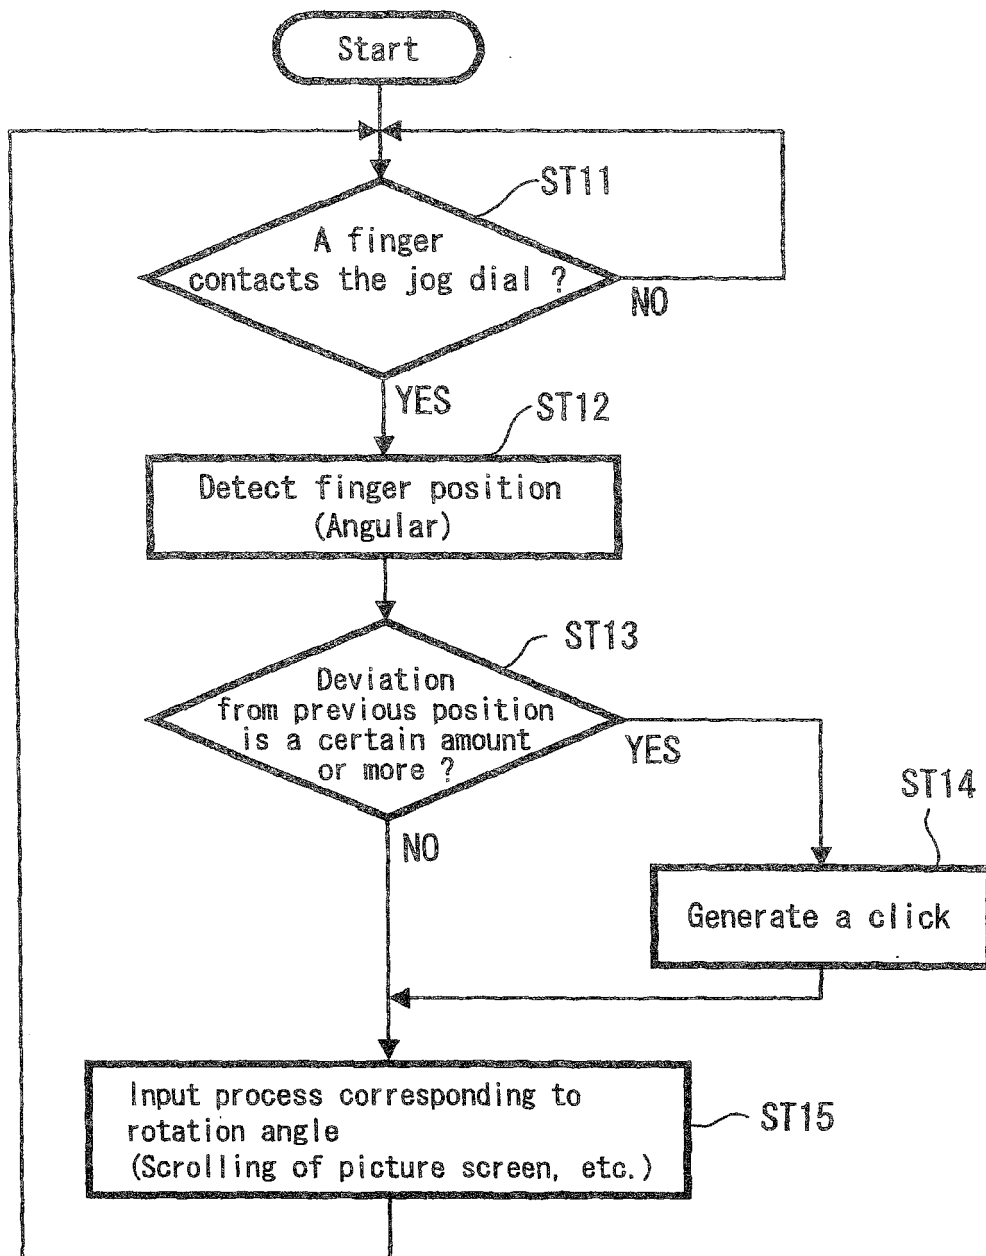 Start
ST11
A finger
contacts the jog dial ?
NO
YES
ST12
Detect finger position
(Angular)
ST13
Deviation
from previous position
is a certain amount
or more ?
YES
ST14
NO
Generate a click
Input process corresponding to
rotation angle
(Scrolling of picture screen, etc.)
ST15